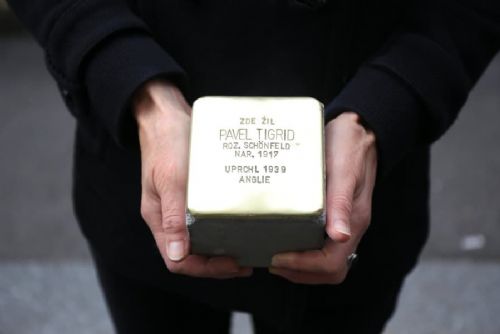 ZDE ŽIL
PAVEL TIGRID
ROZ. SCHÖNFELD
NAR. 1917
UPRCHL 1939
ANGLIE